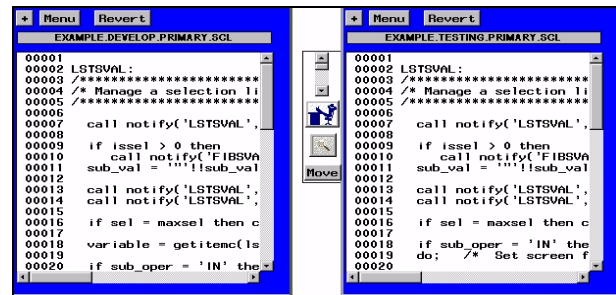 + Menu Revert
EXAMPLE.DEVELOP.PRIMARY.SCL
00001
00002 LSTSVAL:
00003 /************************
00004 /* Manage a selection li
00005 /************************
00006
00007    call notify('LSTSVAL',
00008
00009    if issel > 0 then
00010       call notify('FIBSVA
00011    sub_val = '"'!!sub_val
00012
00013    call notify('LSTSVAL',
00014    call notify('LSTSVAL',
00015
00016    if sel = maxsel then c
00017
00018    variable = getitemc(ls
00019
00020    if sub_oper = 'IN' the
Move
+ Menu Revert
EXAMPLE.TESTING.PRIMARY.SCL
00001
00002 LSTSVAL:
00003 /************************
00004 /* Manage a selection li
00005 /************************
00006
00007    call notify('LSTSVAL',
00008
00009    if issel > 0 then
00010       call notify('FIBSVA
00011    sub_val = '"'!!sub_val
00012
00013    call notify('LSTSVAL',
00014    call notify('LSTSVAL',
00015
00016    if sel = maxsel then c
00017
00018    if sub_oper = 'IN' the
00019    do;   /* Set screen f
00020